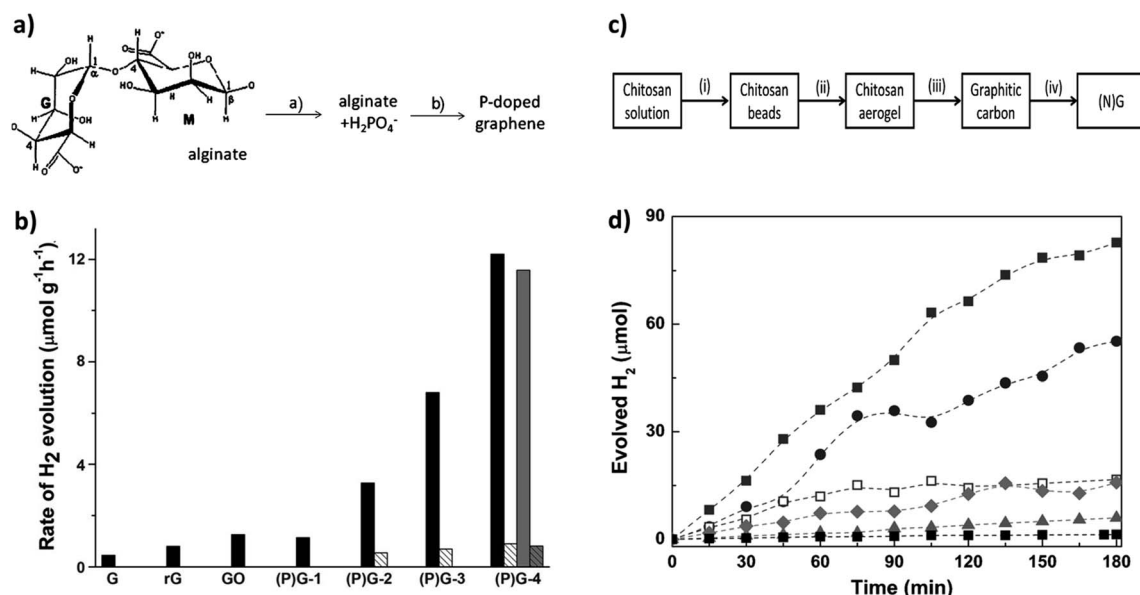 a)
H
O⁻
OH
1
α
O
4
H
O
OH
HO
1
β
O
H
G
H
O
OH
M
O
4
H
H
O
O⁻
alginate
a)
alginate
+H2PO4-
b)
P-doped
graphene
c)
Chitosan
solution
(i)
Chitosan
beads
(ii)
Chitosan
aerogel
(iii)
Graphitic
carbon
(iv)
(N)G
b)
Rate of H2 evolution (μmol g-1h-1).
12
8
4
0
G rG GO (P)G-1 (P)G-2 (P)G-3 (P)G-4
d)
Evolved H2 (μmol)
90
60
30
0
0 30 60 90 120 150 180
Time (min)